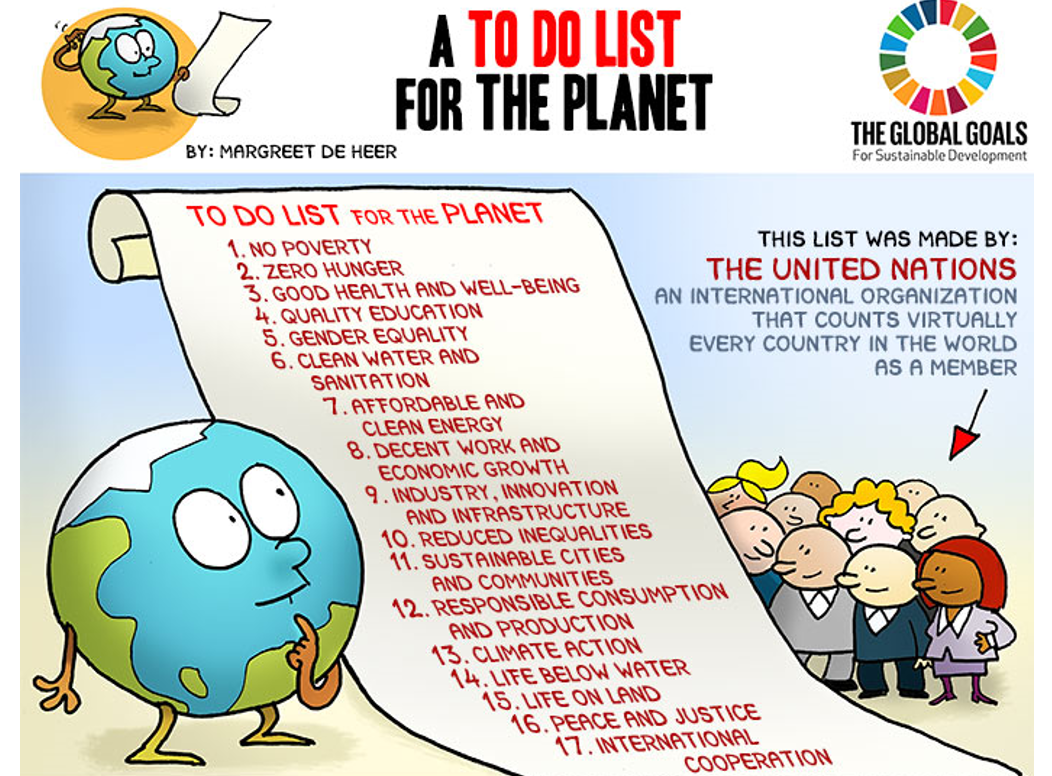 A TO DO LIST
FOR THE PLANET
BY: MARGREET DE HEER
THE GLOBAL GOALS
For Sustainable Development
TO DO LIST FOR THE PLANET
1. NO POVERTY
2. ZERO HUNGER
3. GOOD HEALTH AND WELL-BEING
4. QUALITY EDUCATION
5. GENDER EQUALITY
6. CLEAN WATER AND
SANITATION
7. AFFORDABLE AND
CLEAN ENERGY
8. DECENT WORK AND
ECONOMIC GROWTH
9. INDUSTRY, INNOVATION
AND INFRASTRUCTURE
10. REDUCED INEQUALITIES
11. SUSTAINABLE CITIES
AND COMMUNITIES
12. RESPONSIBLE CONSUMPTION
AND PRODUCTION
13. CLIMATE ACTION
14. LIFE BELOW WATER
15. LIFE ON LAND
16. PEACE AND JUSTICE
17. INTERNATIONAL
COOPERATION
THIS LIST WAS MADE BY:
THE UNITED NATIONS
AN INTERNATIONAL ORGANIZATION
THAT COUNTS VIRTUALLY
EVERY COUNTRY IN THE WORLD
AS A MEMBER